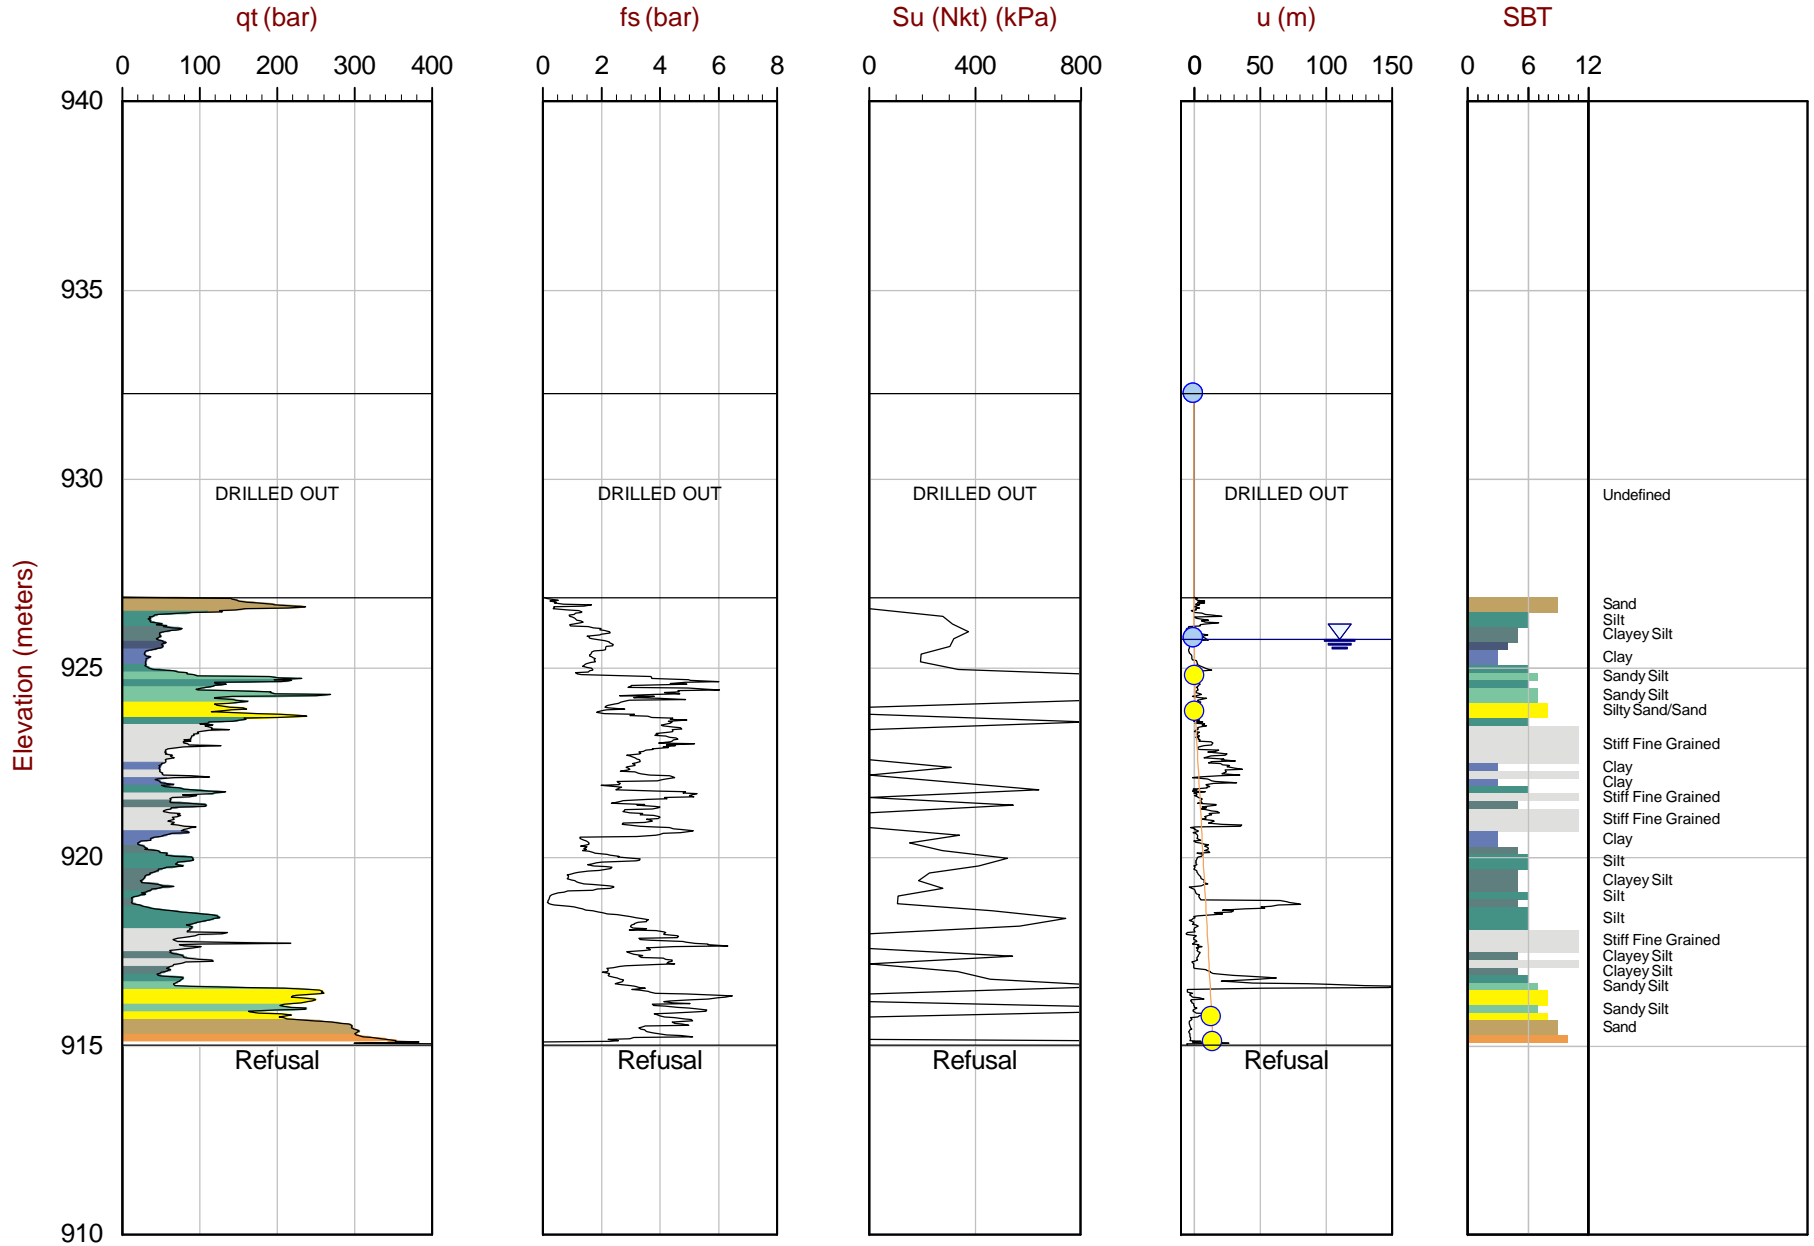 qt (bar) fs (bar) Su (Nkt) (kPa) u (m) SBT
0 100 200 300 400 0 2 4 6 8 0 400 800 0 50 100 150 0 6 12
940
935
930
DRILLED OUT DRILLED OUT DRILLED OUT DRILLED OUT Undefined
Elevation (meters)
Sand
Silt
Clayey Silt
Clay
925
Sandy Silt
Sandy Silt
Silty Sand/Sand
Stiff Fine Grained
Clay
Clay
Stiff Fine Grained
Stiff Fine Grained
Clay
920
Silt
Clayey Silt
Silt
Silt
Stiff Fine Grained
Clayey Silt
Clayey Silt
Sandy Silt
Sandy Silt
Sand
915
Refusal Refusal Refusal Refusal
910